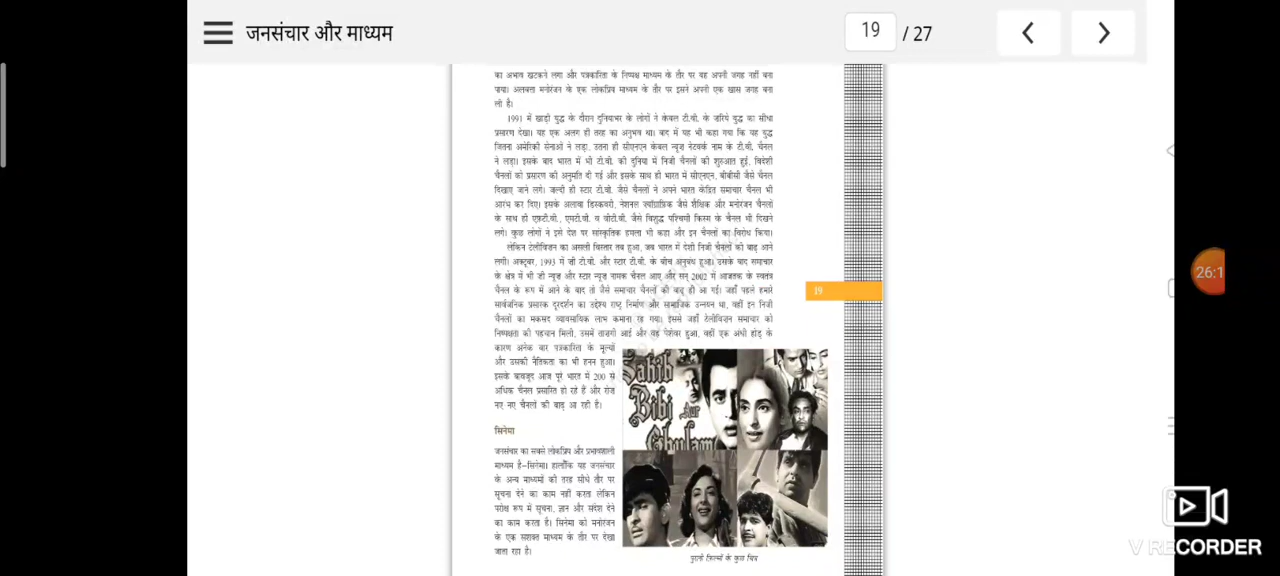 जनसंचार और माध्यम
19 / 27
का अभाव खटकने लगा और पत्रकारिता के निष्पक्ष माध्यम के तौर पर वह अपनी जगह नहीं बना
पाया। अलबत्ता मनोरंजन के एक लोकप्रिय माध्यम के तौर पर इसने अपनी एक खास जगह बना
ली है।
1991 में खाड़ी युद्ध के दौरान दुनियाभर के लोगों ने केबल टी.वी. के ज़रिये युद्ध का सीधा
प्रसारण देखा। यह एक अलग ही तरह का अनुभव था। बाद में यह भी कहा गया कि यह युद्ध
जितना अमेरिकी सेनाओं ने लड़ा, उतना ही सीएनएन केबल न्यूज़ नेटवर्क नाम के टी.वी. चैनल
ने लड़ा। इसके बाद भारत में भी टी.वी. की दुनिया में निजी चैनलों की शुरुआत हुई, विदेशी
चैनलों को प्रसारण की अनुमति दी गई और इसके साथ ही भारत में सीएनएन, बीबीसी जैसे चैनल
दिखाए जाने लगे। जल्दी ही स्टार टी.वी. जैसे चैनलों ने अपने भारत केंद्रित समाचार चैनल भी
आरंभ कर दिए। इसके अलावा डिस्कवरी, नेशनल ज्यॉग्राफ़िक जैसे शैक्षिक और मनोरंजन चैनलों
के साथ ही एफ़टी.वी., एमटी.वी. व वीटी.वी. जैसे विशुद्ध पश्चिमी किस्म के चैनल भी दिखने
लगे। कुछ लोगों ने इसे देश पर सांस्कृतिक हमला भी कहा और इन चैनलों का विरोध किया।
लेकिन टेलीविज़न का असली विस्तार तब हुआ, जब भारत में देशी निजी चैनलों की बाढ़ आने
लगी। अक्टूबर, 1993 में ज़ी टी.वी. और स्टार टी.वी. के बीच अनुबंध हुआ। उसके बाद समाचार
के क्षेत्र में भी ज़ी न्यूज़ और स्टार न्यूज़ नामक चैनल आए और सन् 2002 में आजतक के स्वतंत्र
चैनल के रूप में आने के बाद तो जैसे समाचार चैनलों की बाढ़ ही आ गई। जहाँ पहले हमारे
सार्वजनिक प्रसारक दूरदर्शन का उद्देश्य राष्ट्र निर्माण और सामाजिक उन्नयन था, वहीं इन निजी
चैनलों का मकसद व्यावसायिक लाभ कमाना रह गया। इससे जहाँ टेलीविज़न समाचार को
निष्पक्षता की पहचान मिली, उसमें ताज़गी आई और वह पेशेवर हुआ, वहीं एक अंधी होड़ के
कारण अनेक बार पत्रकारिता के मूल्यों
और उसकी नैतिकता का भी हनन हुआ।
इसके बावजूद आज पूरे भारत में 200 से
अधिक चैनल प्रसारित हो रहे हैं और रोज़
नए नए चैनलों की बाढ़ आ रही है।
19
Sahib
Bibi
Aur
Ghulam
सिनेमा
जनसंचार का सबसे लोकप्रिय और प्रभावशाली
माध्यम है–सिनेमा। हालाँकि यह जनसंचार
के अन्य माध्यमों की तरह सीधे तौर पर
सूचना देने का काम नहीं करता लेकिन
परोक्ष रूप में सूचना, ज्ञान और संदेश देने
का काम करता है। सिनेमा को मनोरंजन
के एक सशक्त माध्यम के तौर पर देखा
जाता रहा है।
पुरानी फ़िल्मों के कुछ चित्र
26:1
V RECORDER